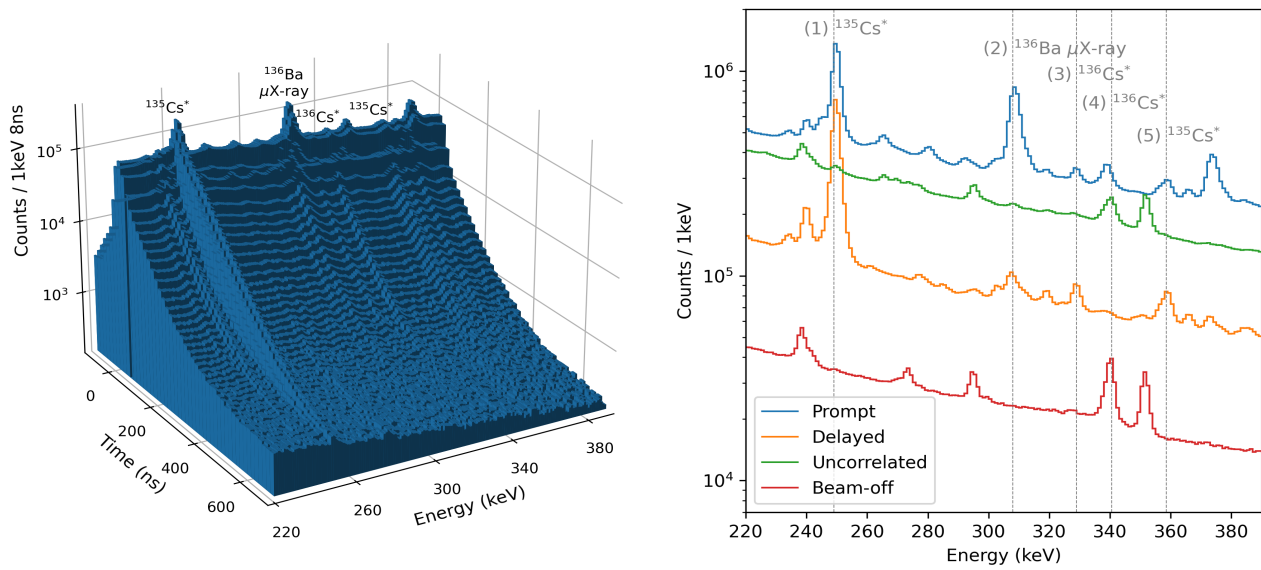 ¹³⁵Cs*
¹³⁶Ba
μX-ray
¹³⁶Cs*
¹³⁵Cs*
Counts / 1keV 8ns
10⁵
10⁴
10³
0
200
400
600
Time (ns)
220
260
300
340
380
Energy (keV)
(1) ¹³⁵Cs*
(2) ¹³⁶Ba μX-ray
(3) ¹³⁶Cs*
(4) ¹³⁶Cs*
(5) ¹³⁵Cs*
Counts / 1keV
10⁶
10⁵
10⁴
Prompt
Delayed
Uncorrelated
Beam-off
220 240 260 280 300 320 340 360 380
Energy (keV)